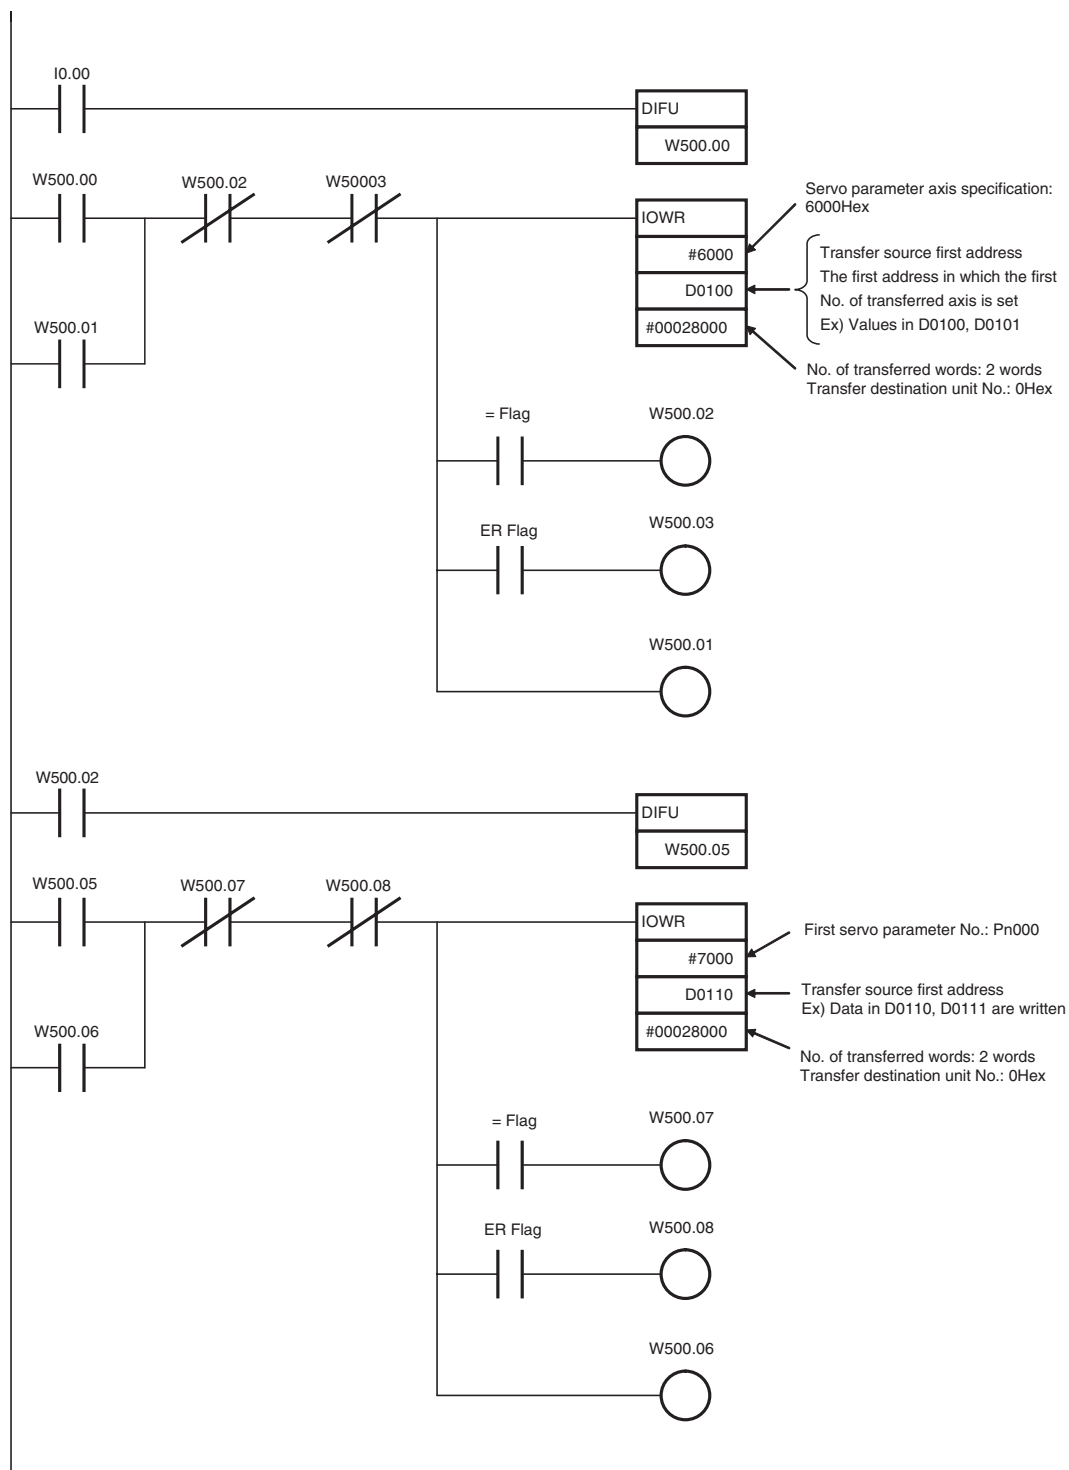 I0.00
DIFU
W500.00
W500.00
W500.02
W50003
IOWR
#6000
D0100
#00028000
Servo parameter axis specification:
6000Hex
Transfer source first address
The first address in which the first
No. of transferred axis is set
Ex) Values in D0100, D0101
No. of transferred words: 2 words
Transfer destination unit No.: 0Hex
W500.01
= Flag
W500.02
ER Flag
W500.03
W500.01
W500.02
DIFU
W500.05
W500.05
W500.07
W500.08
IOWR
#7000
D0110
#00028000
First servo parameter No.: Pn000
Transfer source first address
Ex) Data in D0110, D0111 are written
No. of transferred words: 2 words
Transfer destination unit No.: 0Hex
W500.06
= Flag
W500.07
ER Flag
W500.08
W500.06